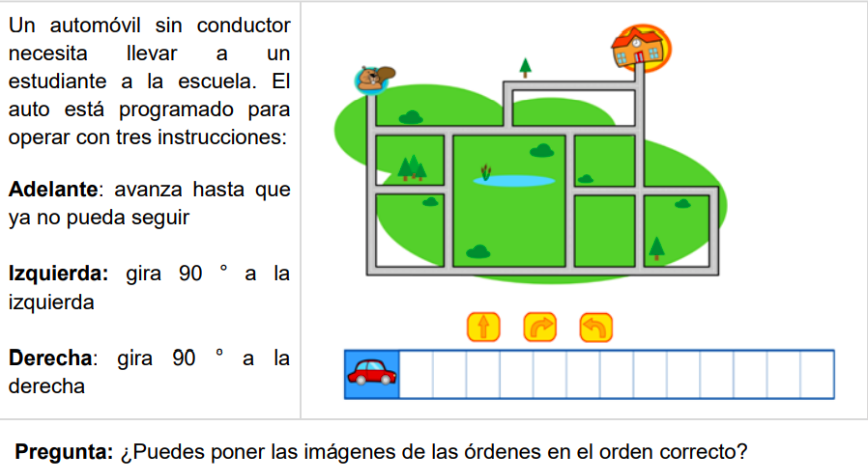 Un automóvil sin conductor
necesita llevar a un
estudiante a la escuela. El
auto está programado para
operar con tres instrucciones:
Adelante: avanza hasta que
ya no pueda seguir
Izquierda: gira 90 ° a la
izquierda
Derecha: gira 90 ° a la
derecha
Pregunta: ¿Puedes poner las imágenes de las órdenes en el orden correcto?